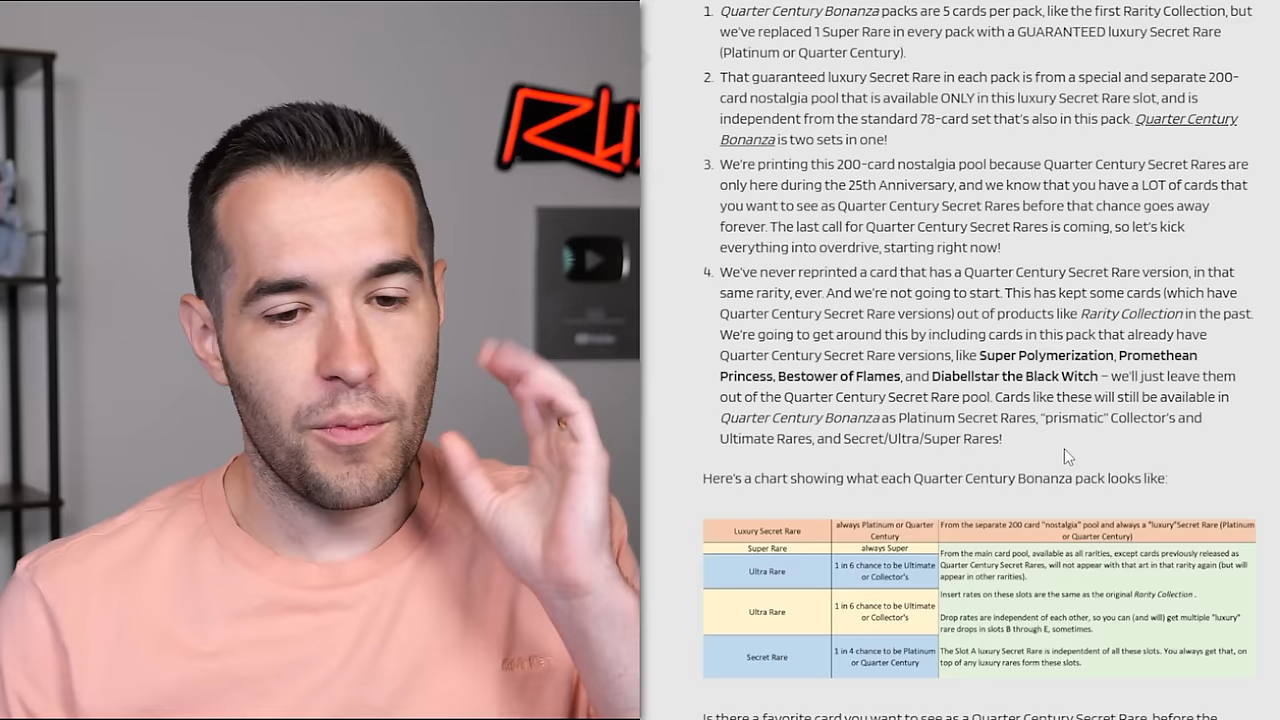 1. Quarter Century Bonanza packs are 5 cards per pack, like the first Rarity Collection, but
we've replaced 1 Super Rare in every pack with a GUARANTEED luxury Secret Rare
(Platinum or Quarter Century).
2. That guaranteed luxury Secret Rare in each pack is from a special and separate 200-
card nostalgia pool that is available ONLY in this luxury Secret Rare slot, and is
independent from the standard 78-card set that's also in this pack. Quarter Century
Bonanza is two sets in one!
3. We're printing this 200-card nostalgia pool because Quarter Century Secret Rares are
only here during the 25th Anniversary, and we know that you have a LOT of cards that
you want to see as Quarter Century Secret Rares before that chance goes away
forever. The last call for Quarter Century Secret Rares is coming, so let's kick
everything into overdrive, starting right now!
4. We've never reprinted a card that has a Quarter Century Secret Rare version, in that
same rarity, ever. And we're not going to start. This has kept some cards (which have
Quarter Century Secret Rare versions) out of products like Rarity Collection in the past.
We're going to get around this by including cards in this pack that already have
Quarter Century Secret Rare versions, like Super Polymerization, Promethean
Princess, Bestower of Flames, and Diabellstar the Black Witch – we'll just leave them
out of the Quarter Century Secret Rare pool. Cards like these will still be available in
Quarter Century Bonanza as Platinum Secret Rares, "prismatic" Collector's and
Ultimate Rares, and Secret/Ultra/Super Rares!
Here's a chart showing what each Quarter Century Bonanza pack looks like:
Luxury Secret Rare
always Platinum or Quarter
Century
From the separate 200 card "nostalgia" pool and always a "luxury"Secret Rare (Platinum
or Quarter Century)
Super Rare
always Super
Ultra Rare
1 in 6 chance to be Ultimate
or Collector's
From the main card pool, available as all rarities, except cards previously released as
Quarter Century Secret Rares, will not appear with that art in that rarity again (but will
appear in other rarities).
Ultra Rare
1 in 6 chance to be Ultimate
or Collector's
Insert rates on these slots are the same as the original Rarity Collection .
Drop rates are independent of each other, so you can (and will) get multiple "luxury"
rare drops in slots B through E, sometimes.
Secret Rare
1 in 4 chance to be Platinum
or Quarter Century
The Slot A luxury Secret Rare is indepentdent of all these slots. You always get that, on
top of any luxury rares form these slots.
Is there a favorite card you want to see as a Quarter Century Secret Rare, before the